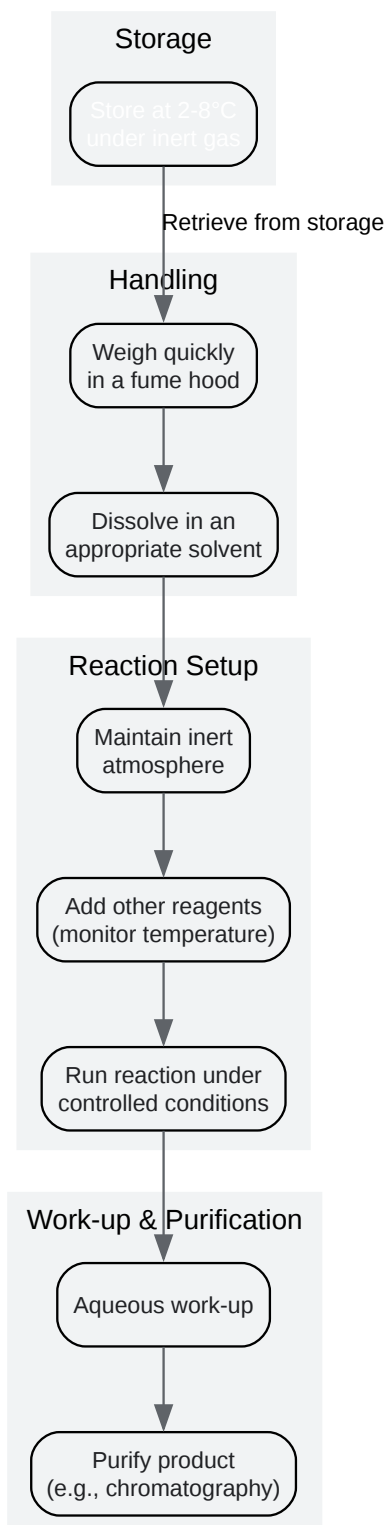 Storage
Store at 2-8°C
under inert gas
Retrieve from storage
Handling
Weigh quickly
in a fume hood
Dissolve in an
appropriate solvent
Reaction Setup
Maintain inert
atmosphere
Add other reagents
(monitor temperature)
Run reaction under
controlled conditions
Work-up & Purification
Aqueous work-up
Purify product
(e.g., chromatography)